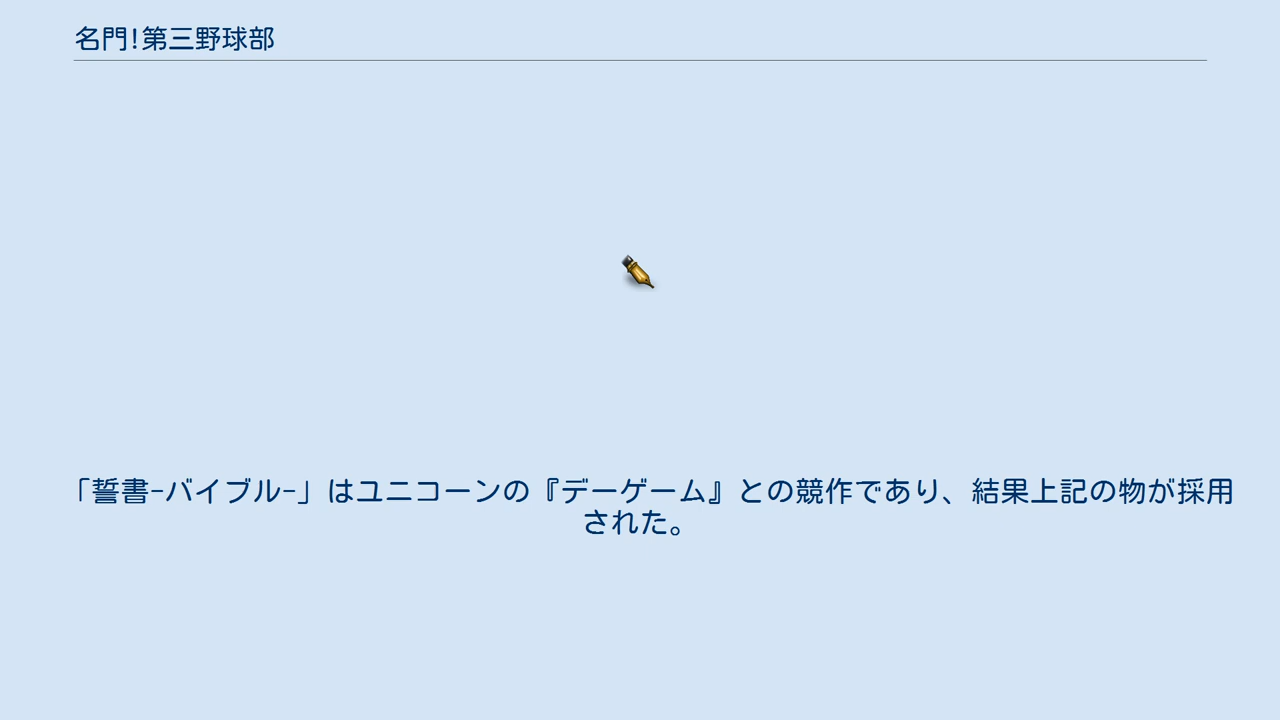 名門!第三野球部
「誓書-バイブル-」はユニコーンの『デーゲーム』との競作であり、結果上記の物が採用
された。